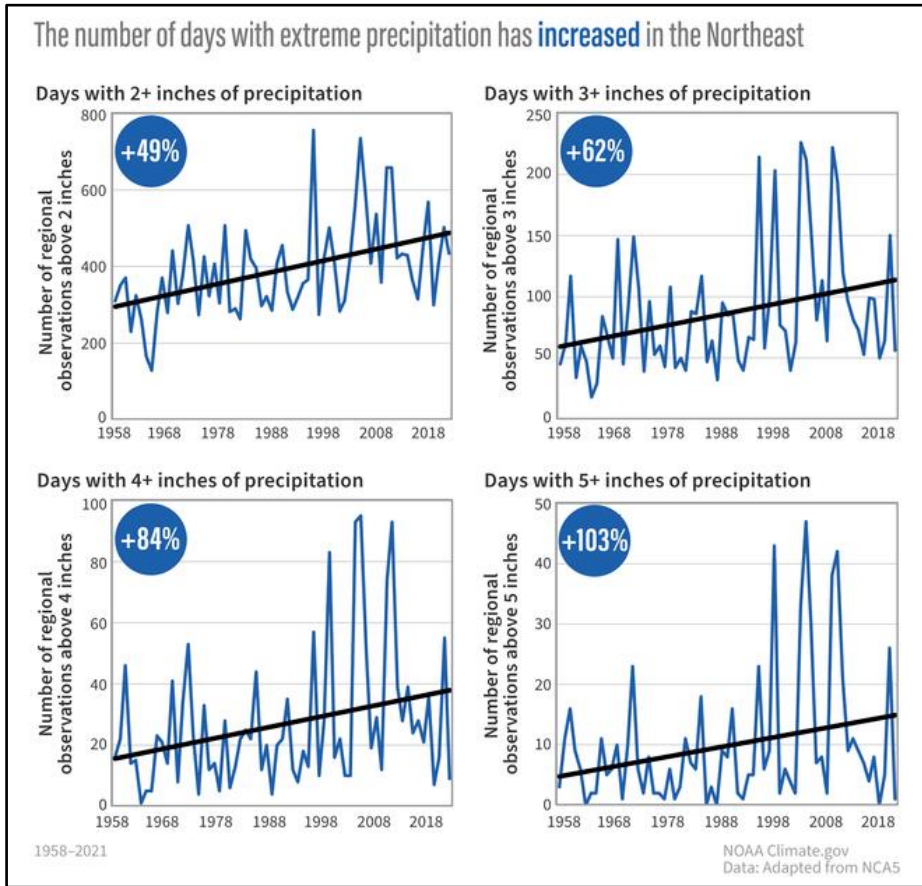 The number of days with extreme precipitation has increased in the Northeast
Days with 2+ inches of precipitation
+49%
Number of regional
observations above 2 inches
800
600
400
200
0
1958 1968 1978 1988 1998 2008 2018
Days with 3+ inches of precipitation
+62%
Number of regional
observations above 3 inches
250
200
150
100
50
0
1958 1968 1978 1988 1998 2008 2018
Days with 4+ inches of precipitation
+84%
Number of regional
observations above 4 inches
100
80
60
40
20
0
1958 1968 1978 1988 1998 2008 2018
Days with 5+ inches of precipitation
+103%
Number of regional
observations above 5 inches
50
40
30
20
10
0
1958 1968 1978 1988 1998 2008 2018
1958–2021
NOAA Climate.gov
Data: Adapted from NCA5